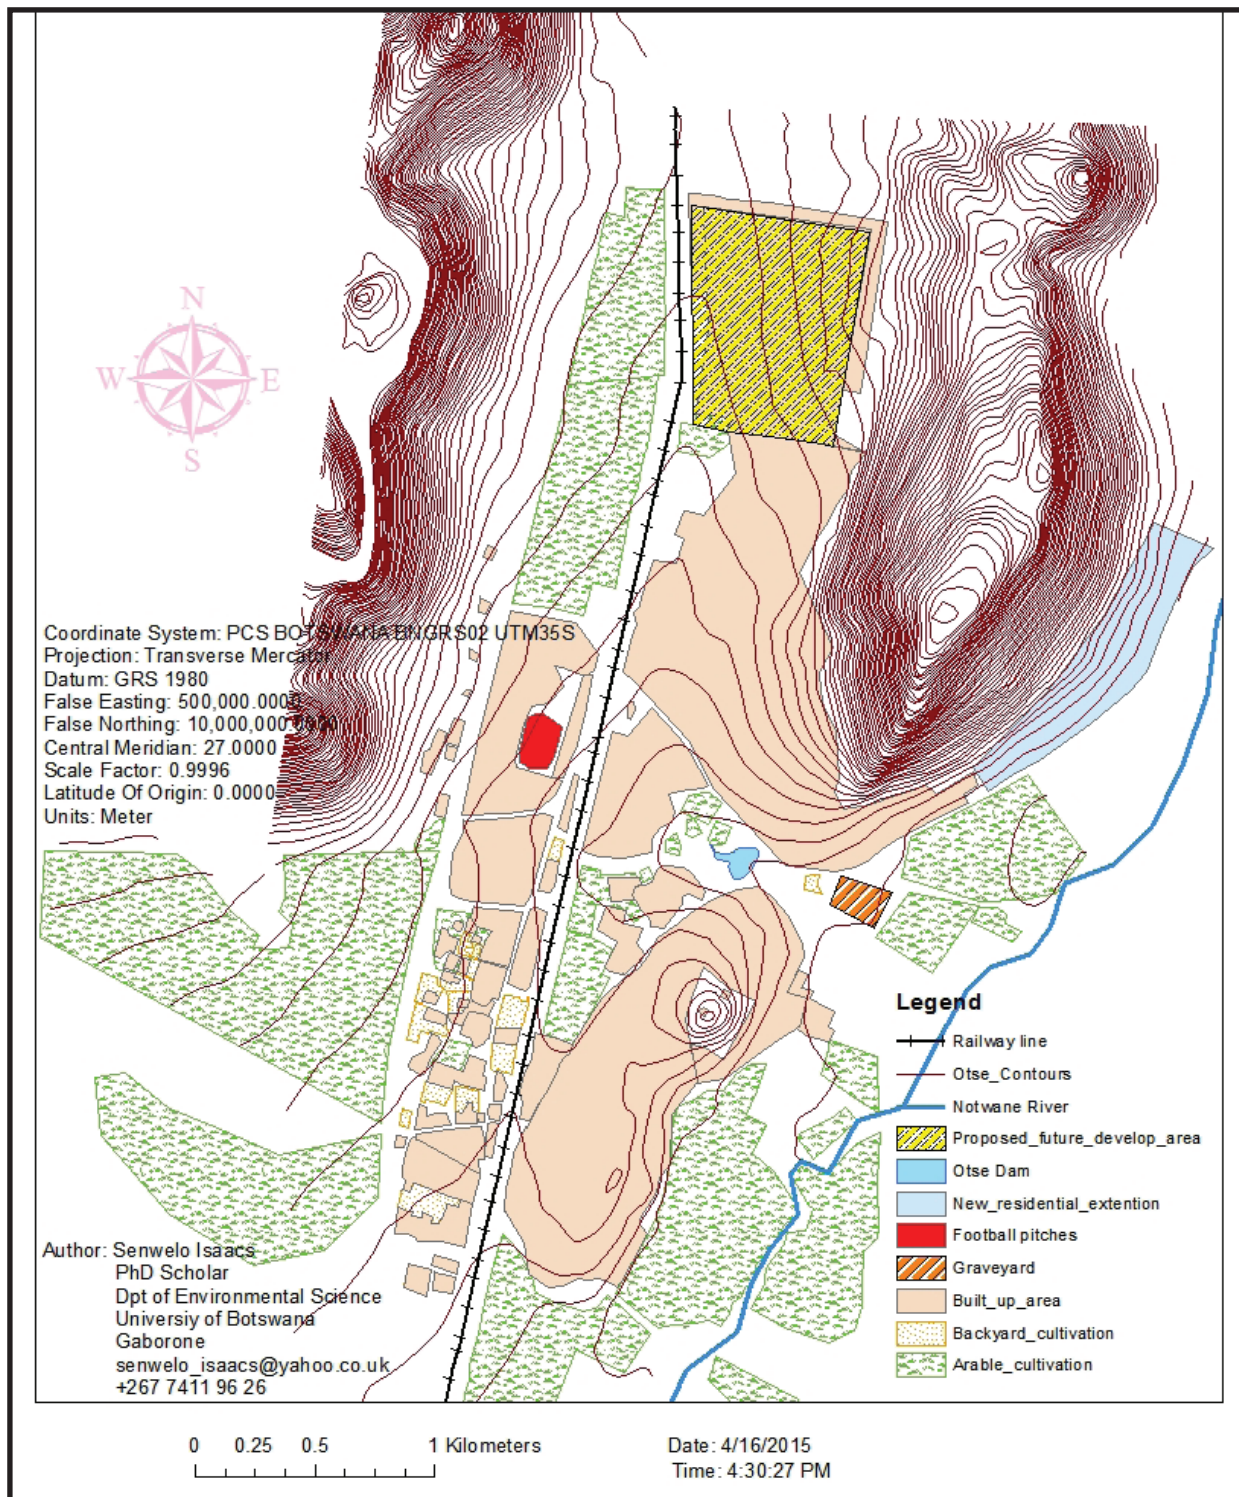 N
W E
S
Coordinate System: PCS BOTSWANA BNGRS02 UTM35S
Projection: Transverse Mercator
Datum: GRS 1980
False Easting: 500,000.0000
False Northing: 10,000,000.0000
Central Meridian: 27.0000
Scale Factor: 0.9996
Latitude Of Origin: 0.0000
Units: Meter
Legend
Railway line
Otse_Contours
Notwane River
Proposed_future_develop_area
Otse Dam
New_residential_extention
Football pitches
Graveyard
Built_up_area
Backyard_cultivation
Arable_cultivation
Author: Senwelo Isaacs
PhD Scholar
Dpt of Environmental Science
Universiy of Botswana
Gaborone
senwelo_isaacs@yahoo.co.uk
+267 7411 96 26
0 0.25 0.5 1 Kilometers
Date: 4/16/2015
Time: 4:30:27 PM